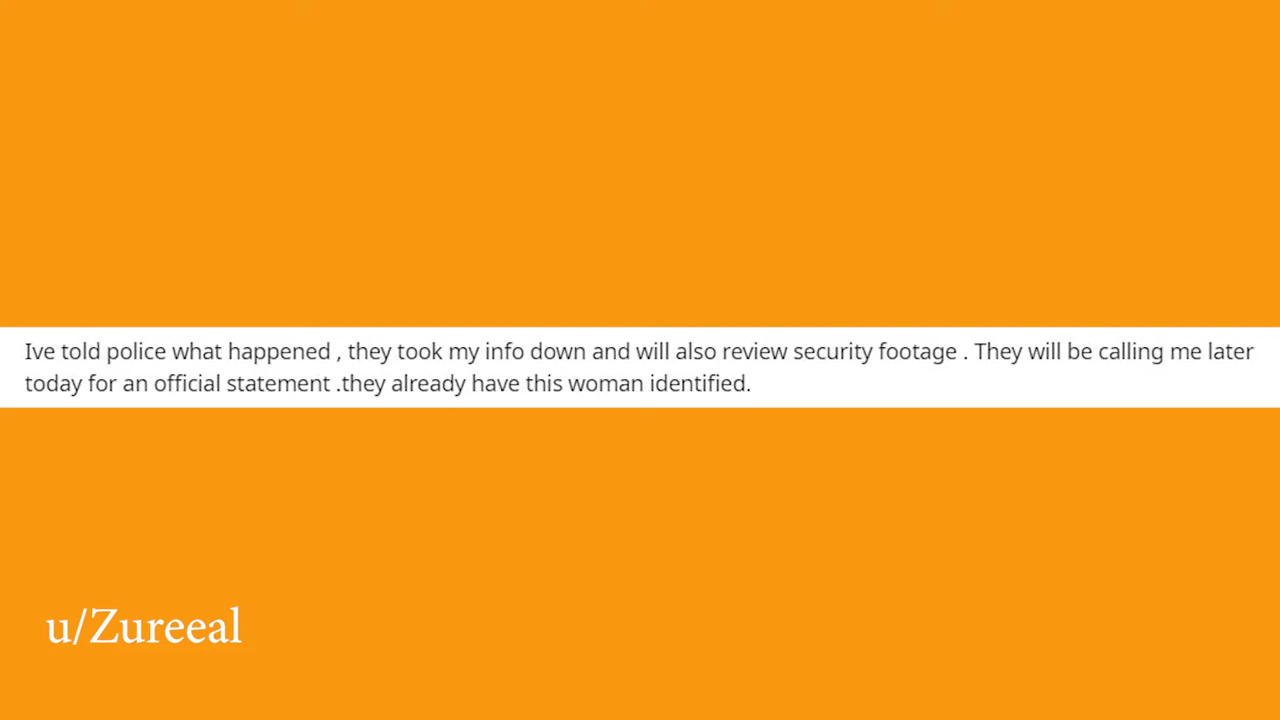 Ive told police what happened , they took my info down and will also review security footage . They will be calling me later
today for an official statement .they already have this woman identified.
u/Zureeal